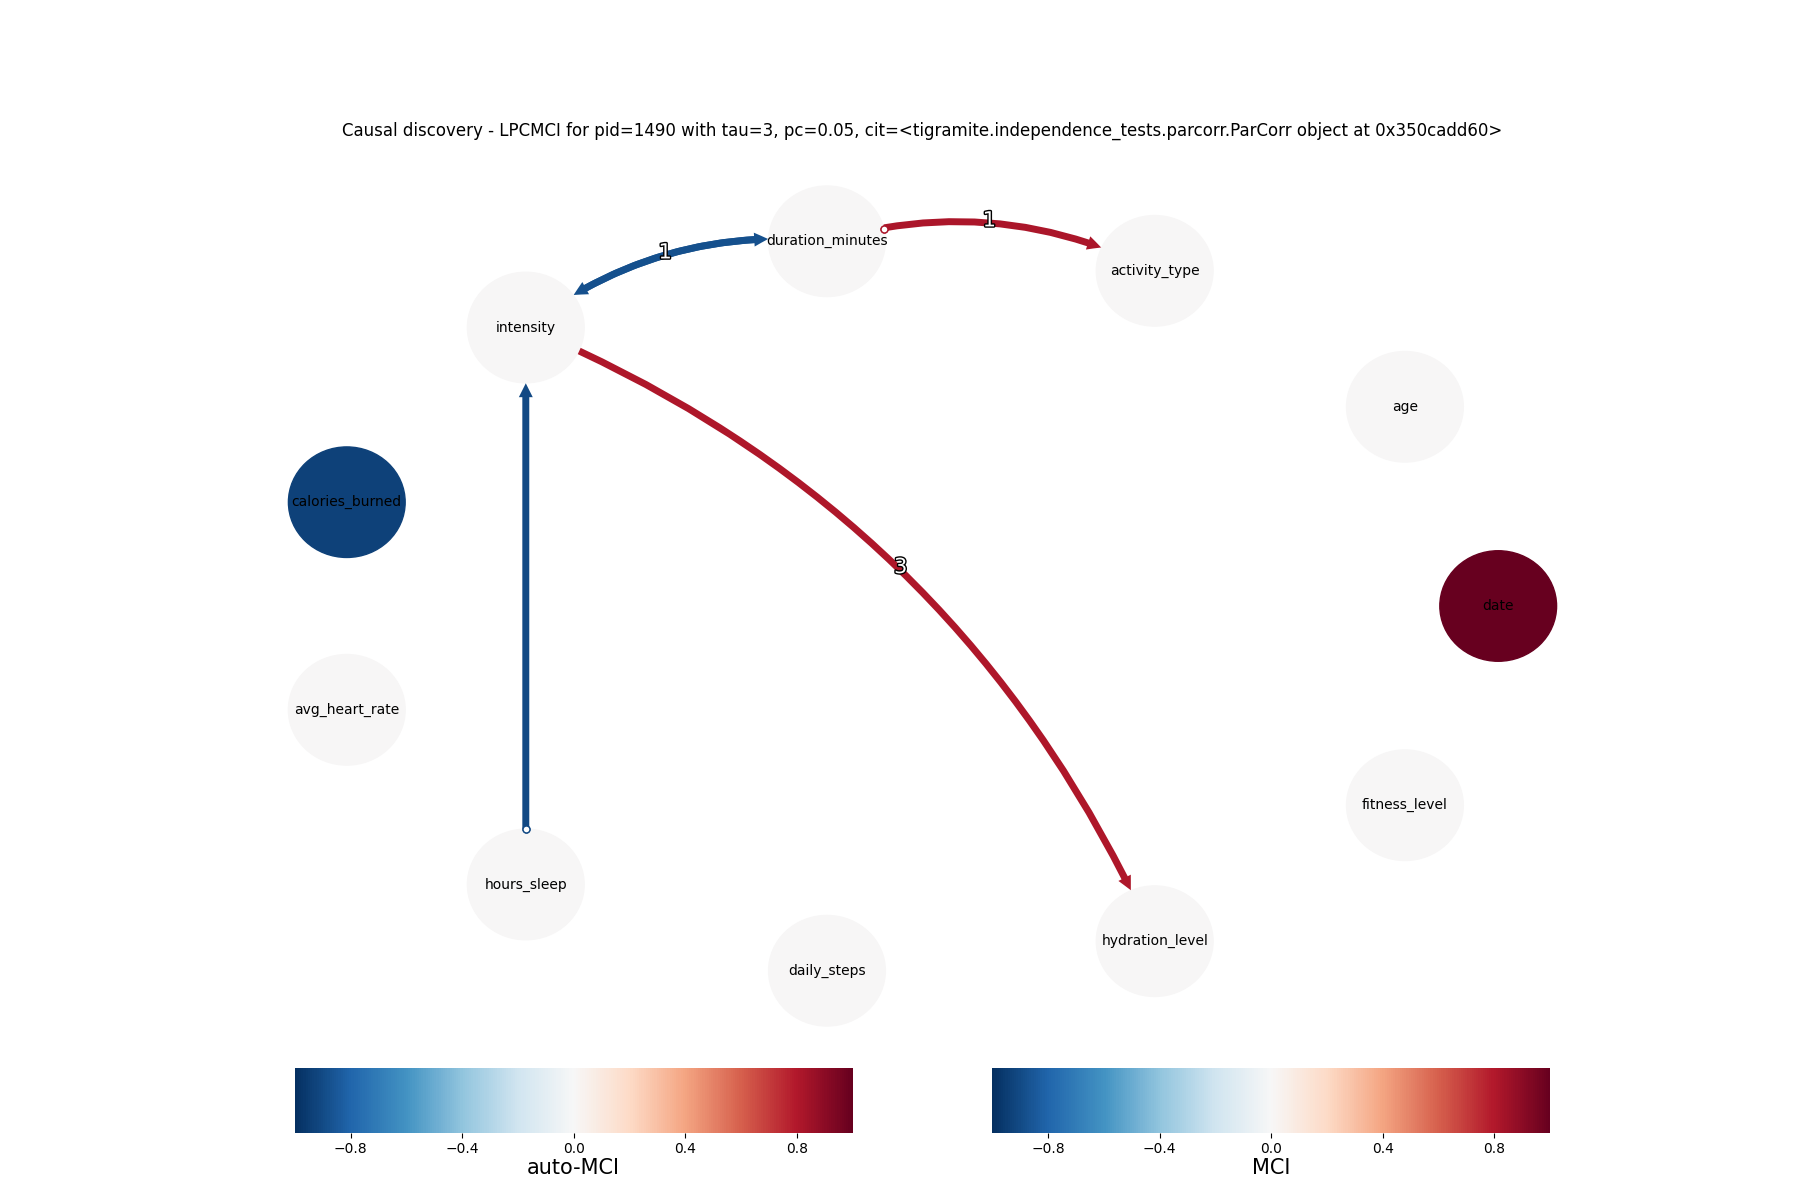 Causal discovery - LPCMCI for pid=1490 with tau=3, pc=0.05, cit=<tigramite.independence_tests.parcorr.ParCorr object at 0x350cadd60>
1
1
duration_minutes
activity_type
intensity
age
calories_burned
3
date
avg_heart_rate
fitness_level
hours_sleep
hydration_level
daily_steps
−0.8 −0.4 0.0 0.4 0.8
auto-MCI
−0.8 −0.4 0.0 0.4 0.8
MCI